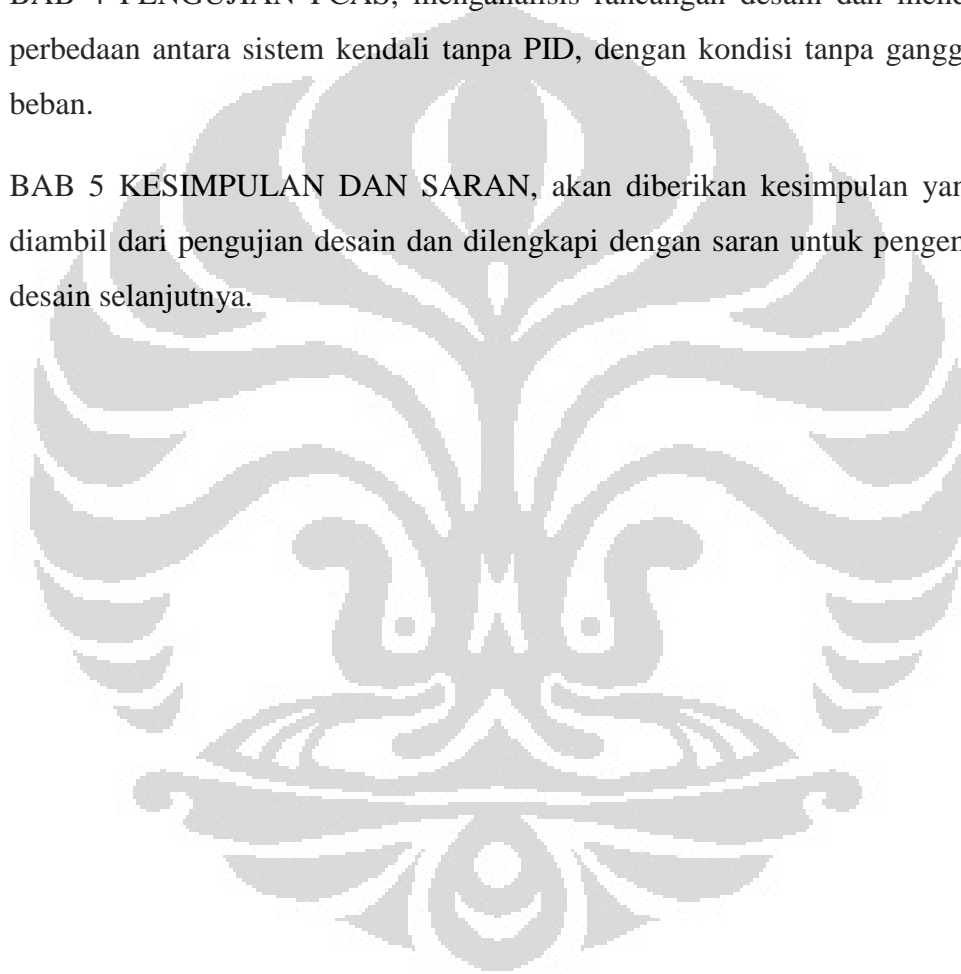 perbedaan antara sistem kendali tanpa PID, dengan kondisi tanpa gangg
beban.
BAB 5 KESIMPULAN DAN SARAN, akan diberikan kesimpulan yan
diambil dari pengujian desain dan dilengkapi dengan saran untuk pengem
desain selanjutnya.